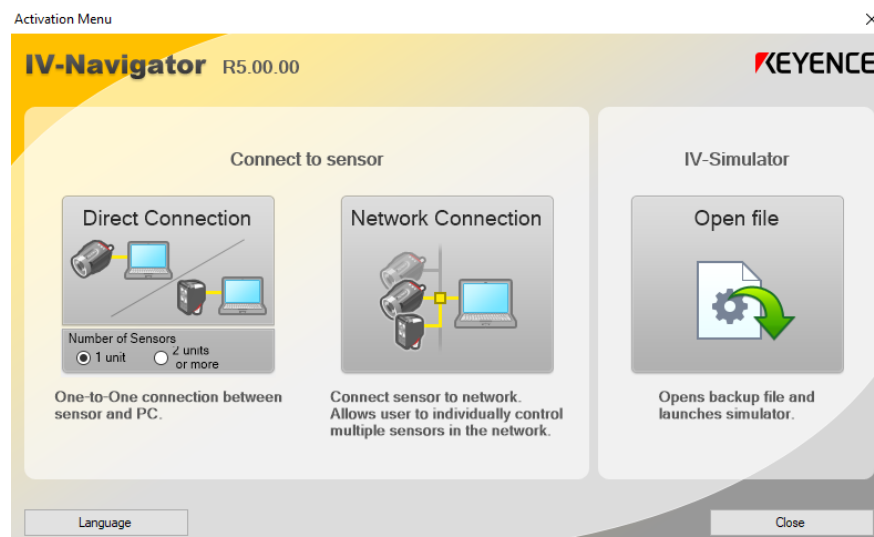 Activation Menu
IV-Navigator R5.00.00
KEYENCE
Connect to sensor
IV-Simulator
Direct Connection
Network Connection
Open file
Number of Sensors
1 unit
2 units
or more
One-to-One connection between
sensor and PC.
Connect sensor to network.
Allows user to individually control
multiple sensors in the network.
Opens backup file and
launches simulator.
Language
Close